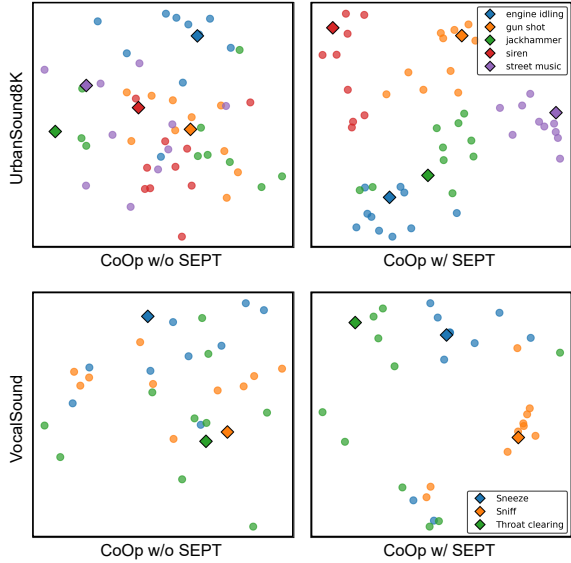 UrbanSound8K
engine idling
gun shot
jackhammer
siren
street music
CoOp w/o SEPT
CoOp w/ SEPT
VocalSound
Sneeze
Sniff
Throat clearing
CoOp w/o SEPT
CoOp w/ SEPT